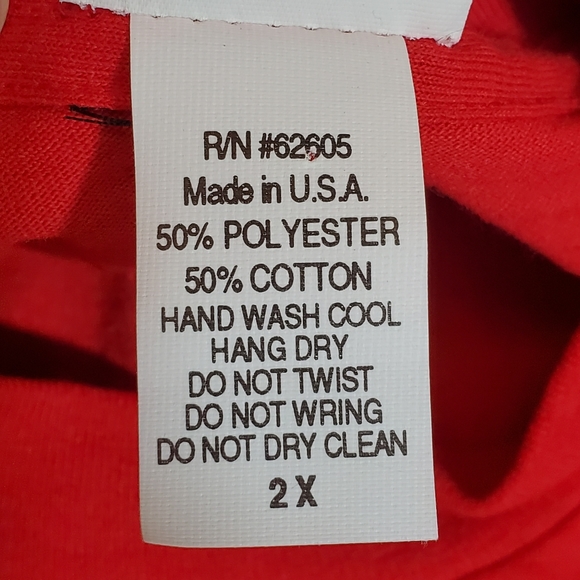 R/N #62605
Made in U.S.A.
50% POLYESTER
50% COTTON
HAND WASH COOL
HANG DRY
DO NOT TWIST
DO NOT WRING
DO NOT DRY CLEAN
2X